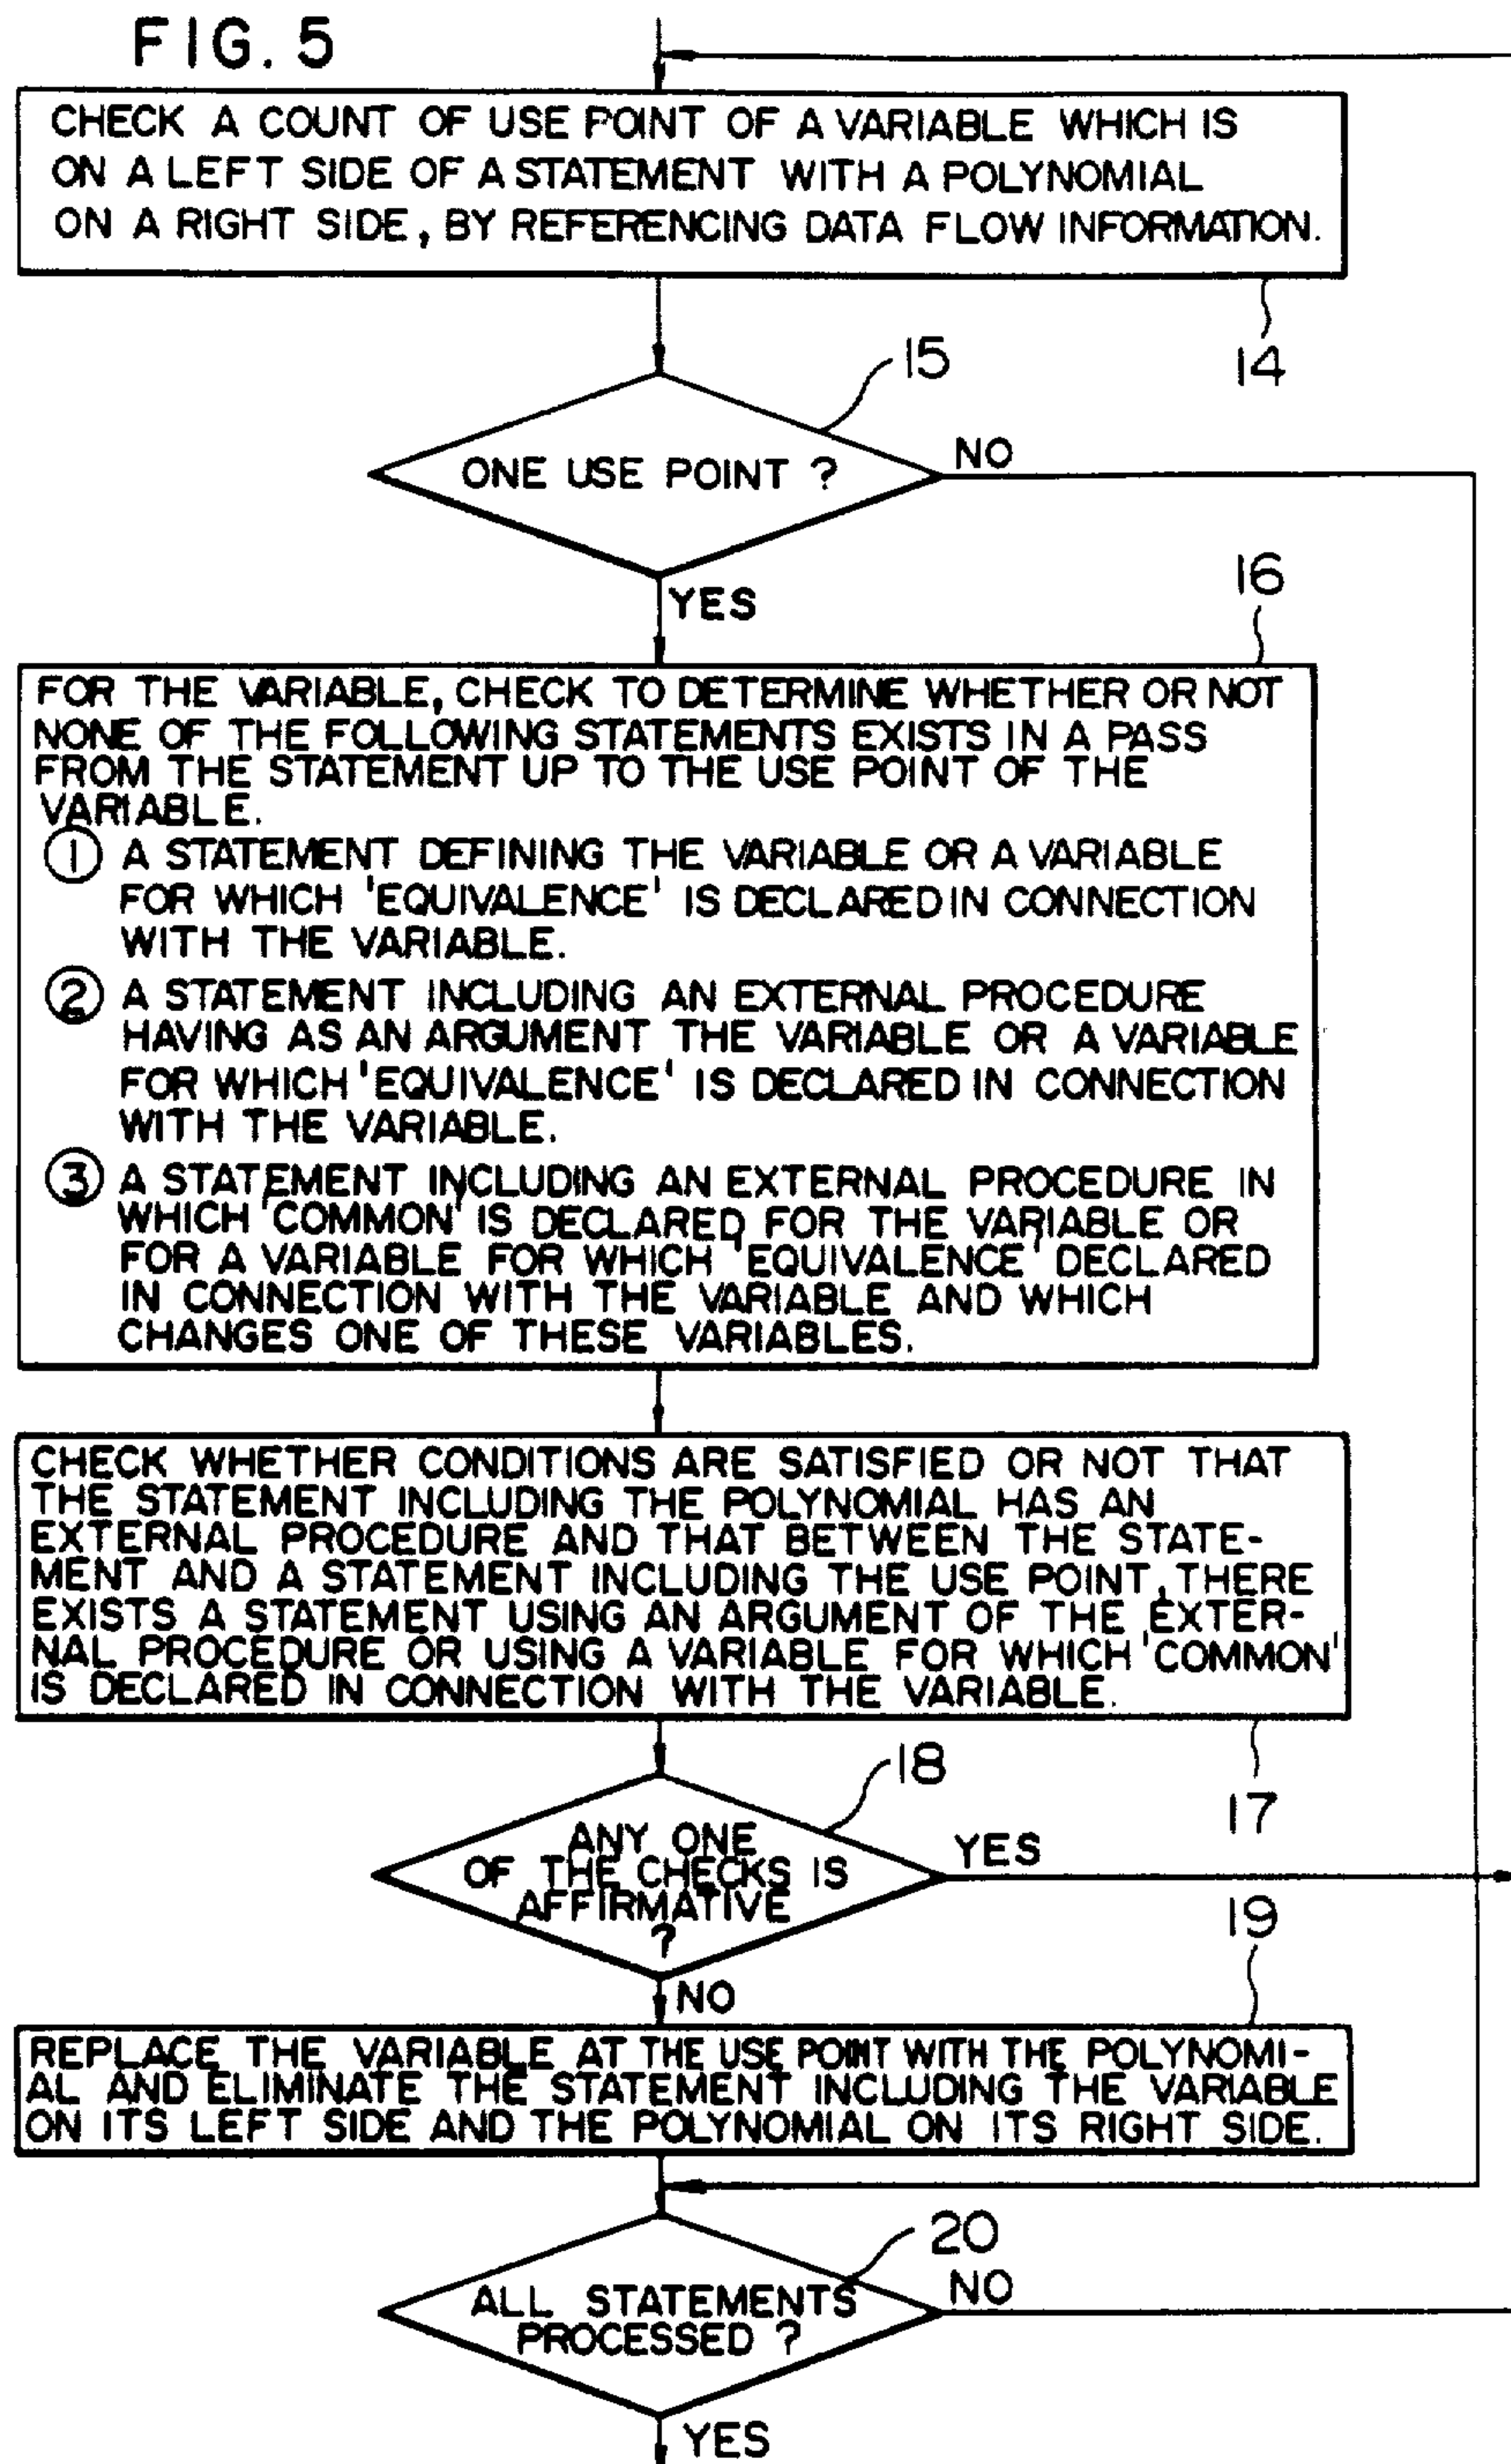 FIG. 5
CHECK A COUNT OF USE POINT OF A VARIABLE WHICH IS
ON A LEFT SIDE OF A STATEMENT WITH A POLYNOMIAL
ON A RIGHT SIDE, BY REFERENCING DATA FLOW INFORMATION.
14
15
ONE USE POINT ?
NO
YES
16
FOR THE VARIABLE, CHECK TO DETERMINE WHETHER OR NOT
NONE OF THE FOLLOWING STATEMENTS EXISTS IN A PASS
FROM THE STATEMENT UP TO THE USE POINT OF THE
VARIABLE.
① A STATEMENT DEFINING THE VARIABLE OR A VARIABLE
FOR WHICH 'EQUIVALENCE' IS DECLARED IN CONNECTION
WITH THE VARIABLE.
② A STATEMENT INCLUDING AN EXTERNAL PROCEDURE
HAVING AS AN ARGUMENT THE VARIABLE OR A VARIABLE
FOR WHICH 'EQUIVALENCE' IS DECLARED IN CONNECTION
WITH THE VARIABLE.
③ A STATEMENT INCLUDING AN EXTERNAL PROCEDURE IN
WHICH 'COMMON' IS DECLARED FOR THE VARIABLE OR
FOR A VARIABLE FOR WHICH 'EQUIVALENCE' DECLARED
IN CONNECTION WITH THE VARIABLE AND WHICH
CHANGES ONE OF THESE VARIABLES.
CHECK WHETHER CONDITIONS ARE SATISFIED OR NOT THAT
THE STATEMENT INCLUDING THE POLYNOMIAL HAS AN
EXTERNAL PROCEDURE AND THAT BETWEEN THE STATE-
MENT AND A STATEMENT INCLUDING THE USE POINT, THERE
EXISTS A STATEMENT USING AN ARGUMENT OF THE EXTER-
NAL PROCEDURE OR USING A VARIABLE FOR WHICH 'COMMON'
IS DECLARED IN CONNECTION WITH THE VARIABLE.
17
18
ANY ONE
OF THE CHECKS IS
AFFIRMATIVE
?
YES
NO
19
REPLACE THE VARIABLE AT THE USE POINT WITH THE POLYNOMI-
AL AND ELIMINATE THE STATEMENT INCLUDING THE VARIABLE
ON ITS LEFT SIDE AND THE POLYNOMIAL ON ITS RIGHT SIDE.
20
ALL STATEMENTS
PROCESSED ?
NO
YES